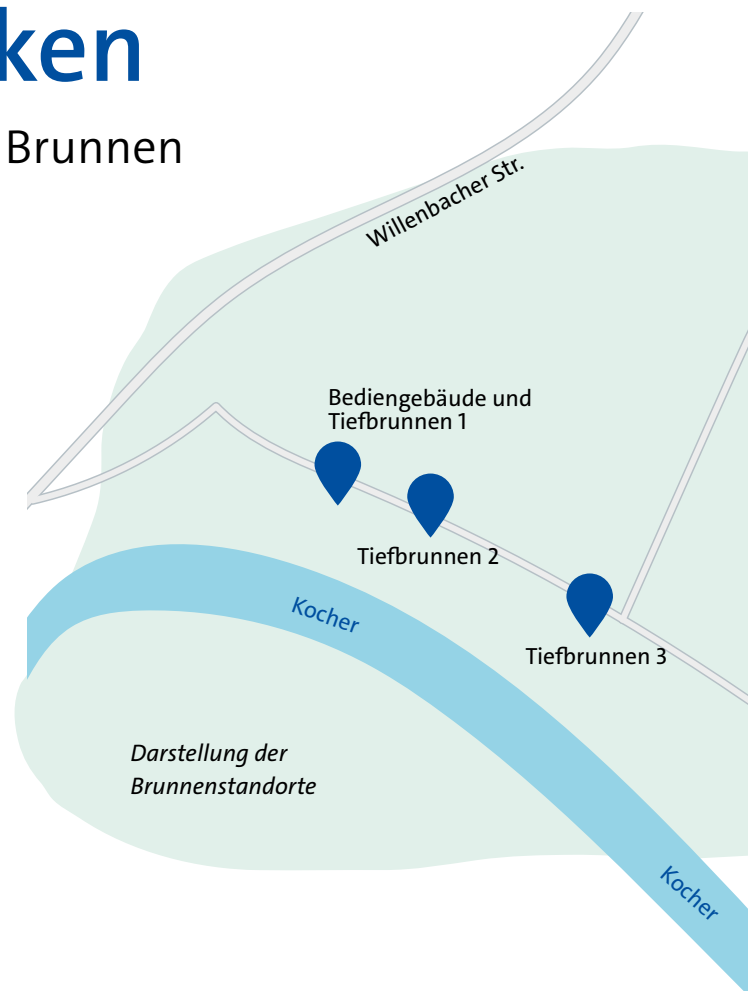 ken
Brunnen
Willenbacher Str.
Bediengebäude und
Tiefbrunnen 1
Tiefbrunnen 2
Kocher
Tiefbrunnen 3
Darstellung der
Brunnenstandorte
Kocher